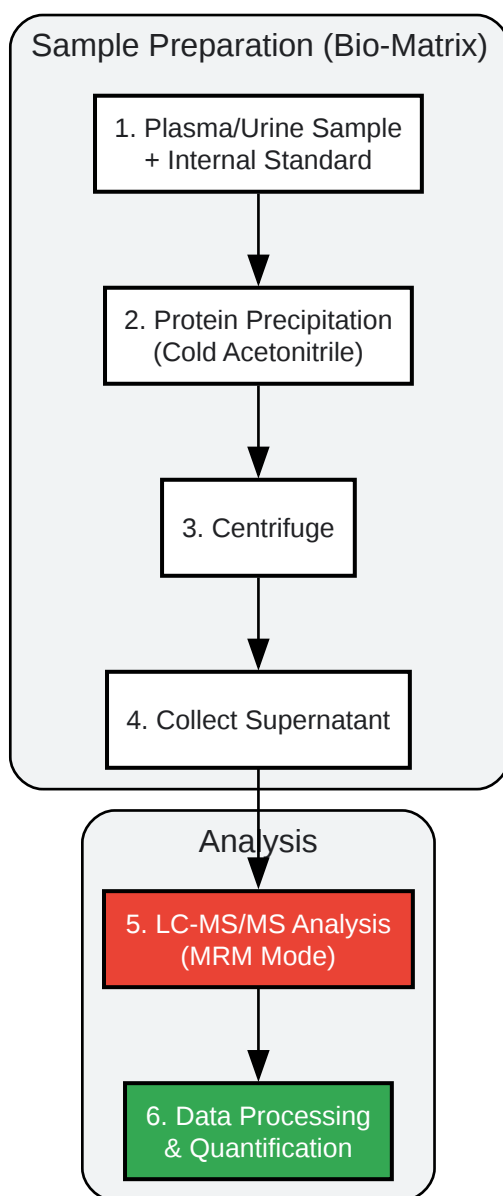 Sample Preparation (Bio-Matrix)
1. Plasma/Urine Sample
+ Internal Standard
2. Protein Precipitation
(Cold Acetonitrile)
3. Centrifuge
4. Collect Supernatant
Analysis
5. LC-MS/MS Analysis
(MRM Mode)
6. Data Processing
& Quantification